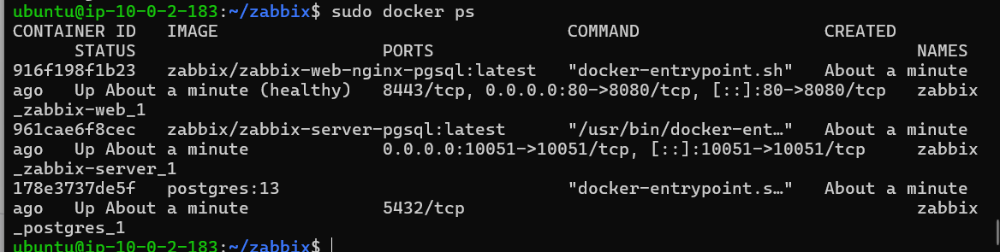 ubuntu@ip-10-0-2-183:~/zabbix$ sudo docker ps
CONTAINER ID   IMAGE                             COMMAND                  CREATED
      STATUS                        PORTS                                         NAMES
916f198f1b23   zabbix/zabbix-web-nginx-pgsql:latest   "docker-entrypoint.sh"   About a minute
ago   Up About a minute (healthy)   8443/tcp, 0.0.0.0:80->8080/tcp, [::]:80->8080/tcp   zabbix
_zabbix-web_1
961cae6f8cec   zabbix/zabbix-server-pgsql:latest      "/usr/bin/docker-ent…"   About a minute
ago   Up About a minute             0.0.0.0:10051->10051/tcp, [::]:10051->10051/tcp     zabbix
_zabbix-server_1
178e3737de5f   postgres:13                            "docker-entrypoint.s…"   About a minute
ago   Up About a minute             5432/tcp                                            zabbix
_postgres_1
ubuntu@ip-10-0-2-183:~/zabbix$